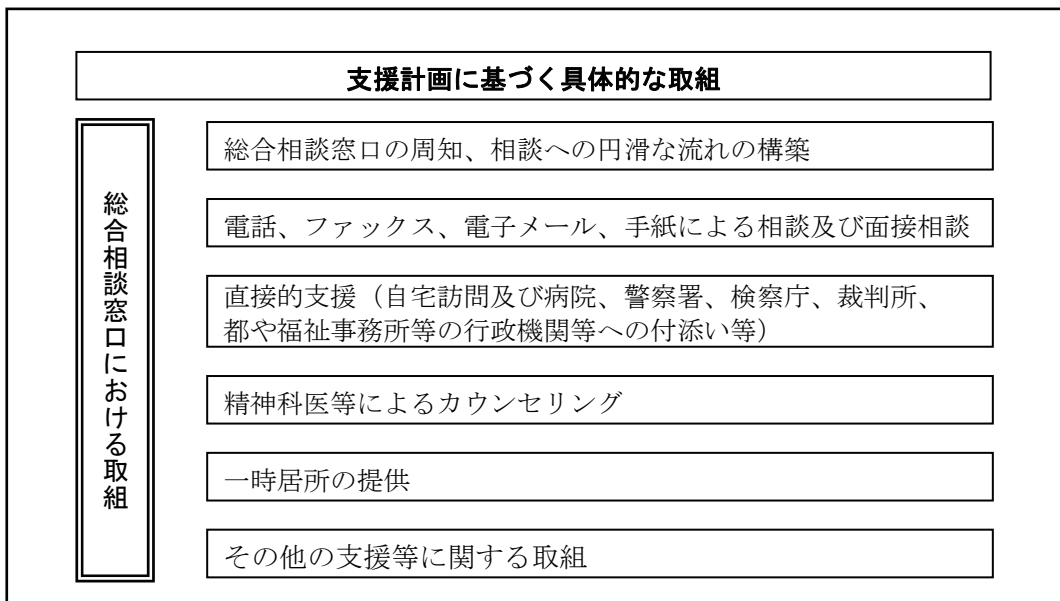 支援計画に基づく具体的な取組
総合相談窓口における取組
総合相談窓口の周知、相談への円滑な流れの構築
電話、ファックス、電子メール、手紙による相談及び面接相談
直接的支援（自宅訪問及び病院、警察署、検察庁、裁判所、
都や福祉事務所等の行政機関等への付添い等）
精神科医等によるカウンセリング
一時居所の提供
その他の支援等に関する取組